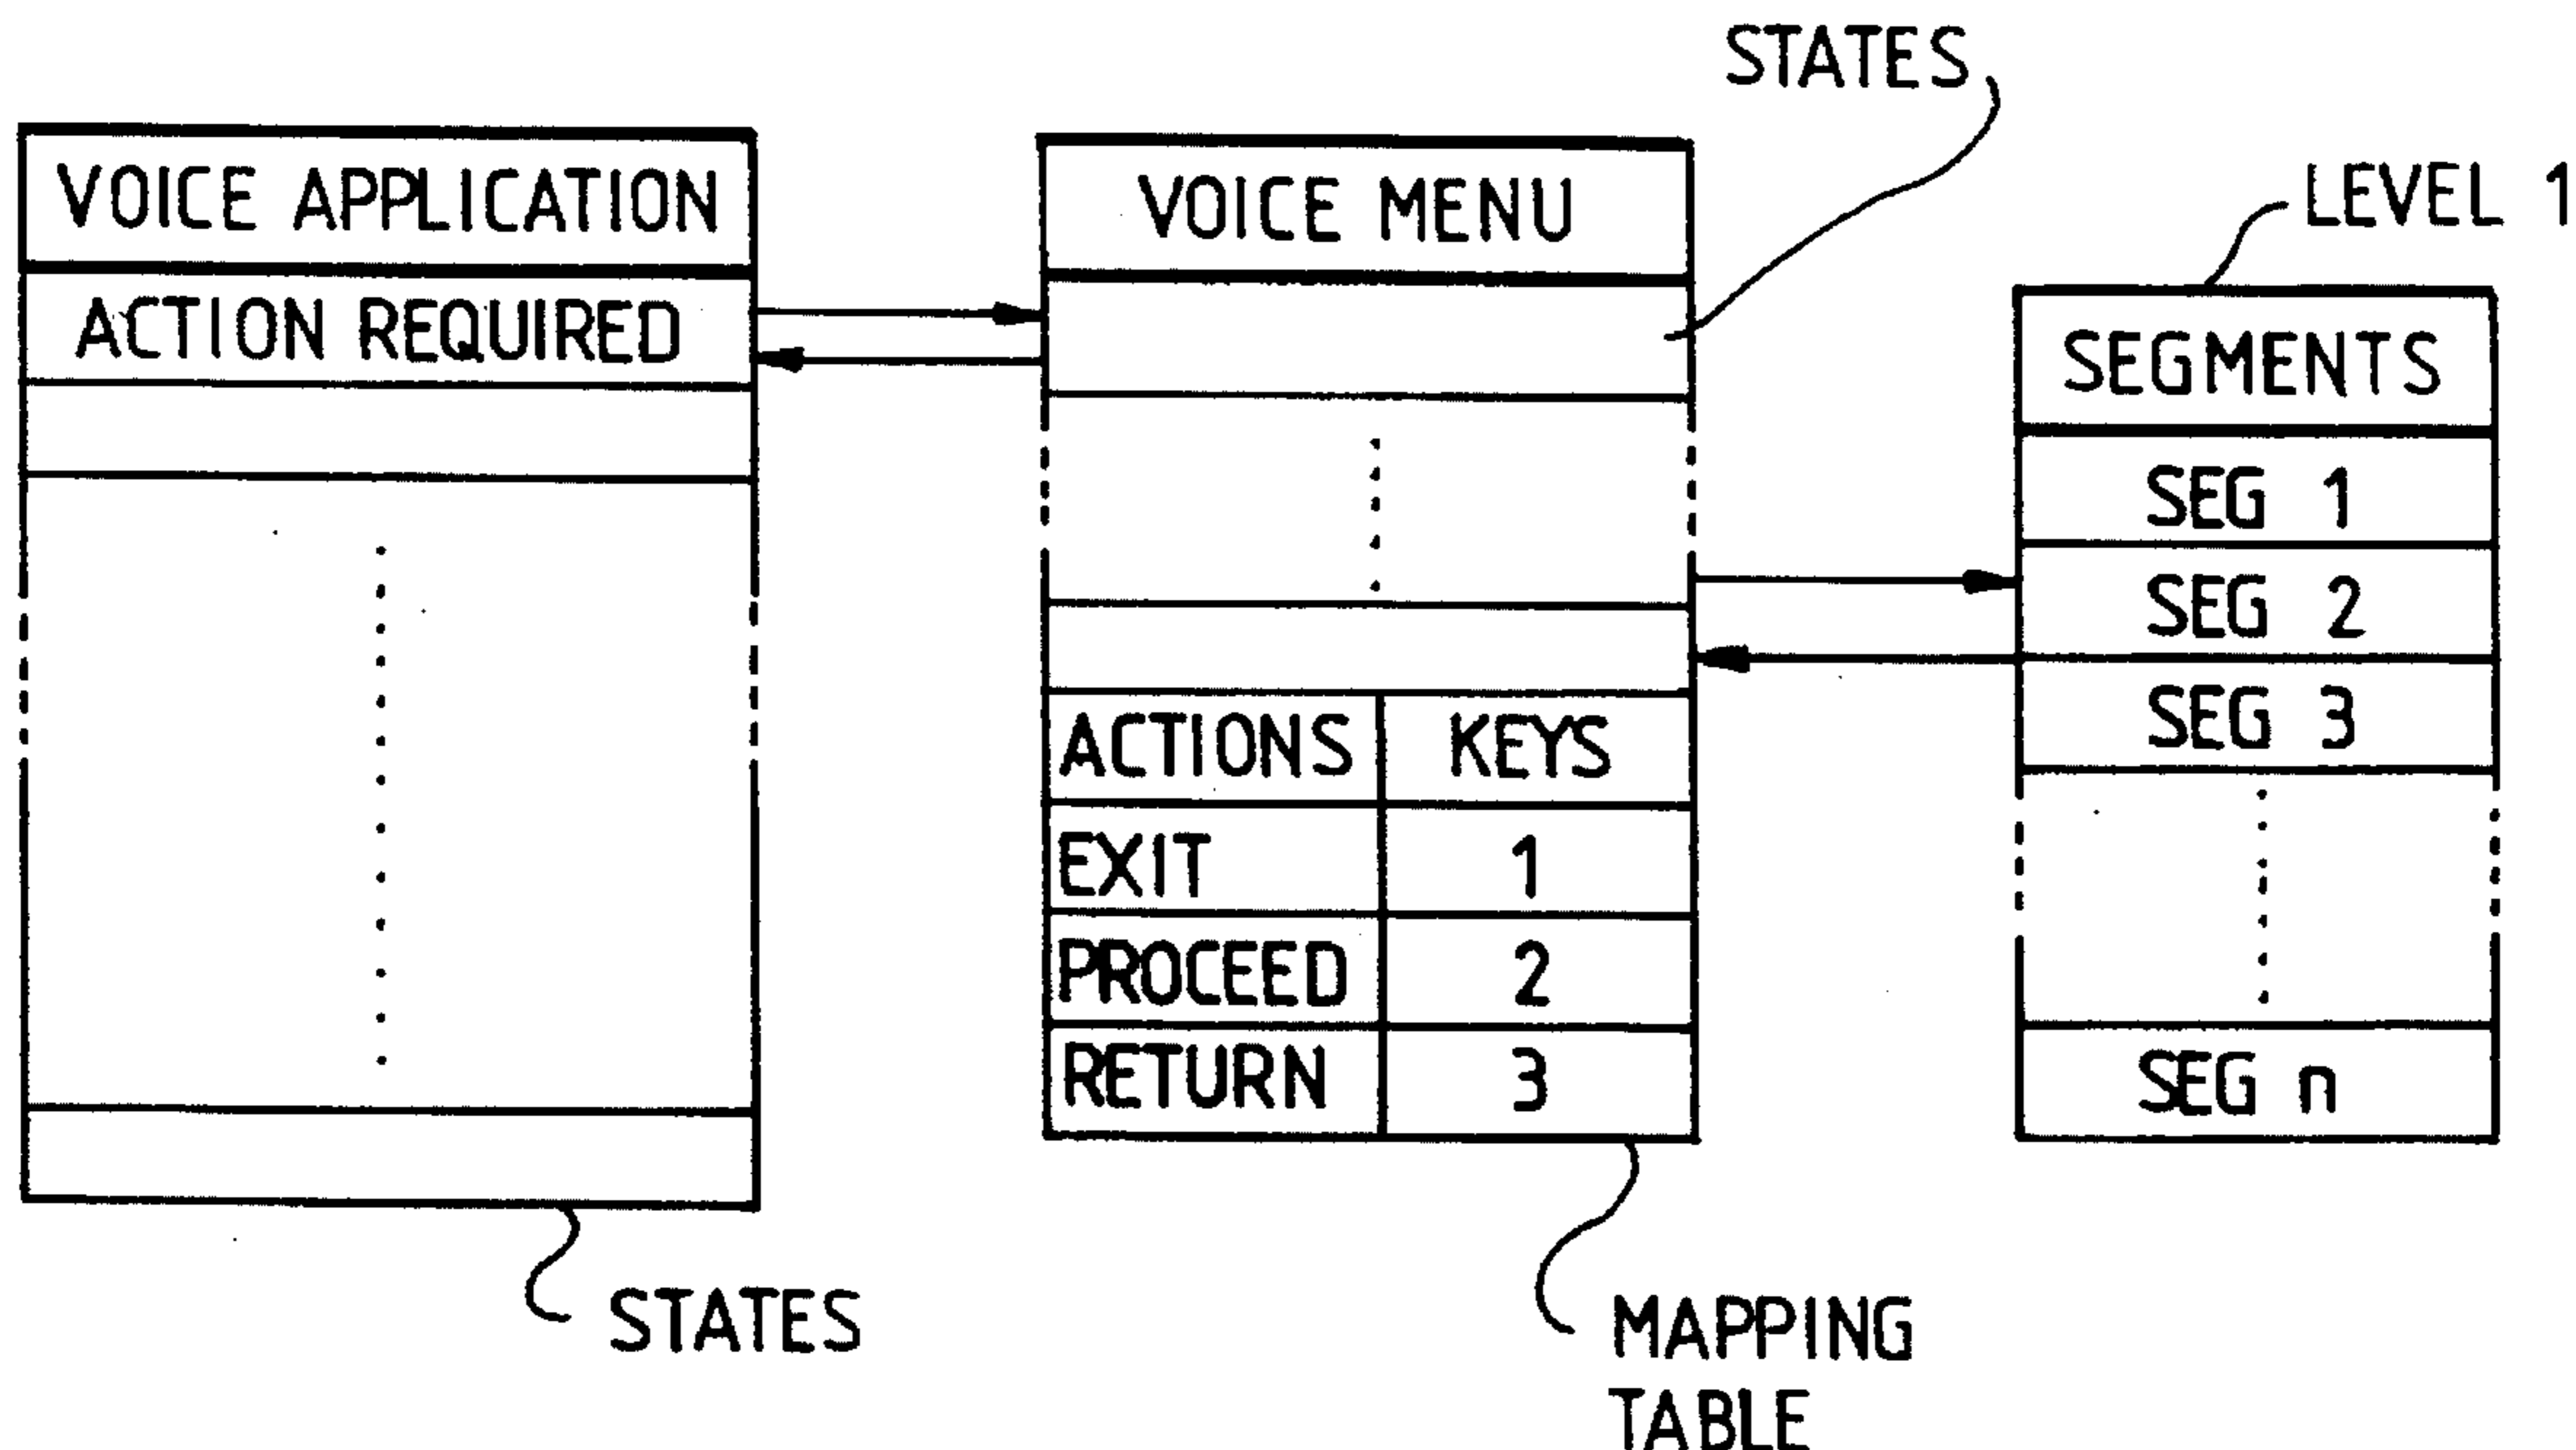 STATES
VOICE APPLICATION
ACTION REQUIRED
STATES
VOICE MENU
ACTIONS KEYS
EXIT 1
PROCEED 2
RETURN 3
MAPPING
TABLE
LEVEL 1
SEGMENTS
SEG 1
SEG 2
SEG 3
SEG n